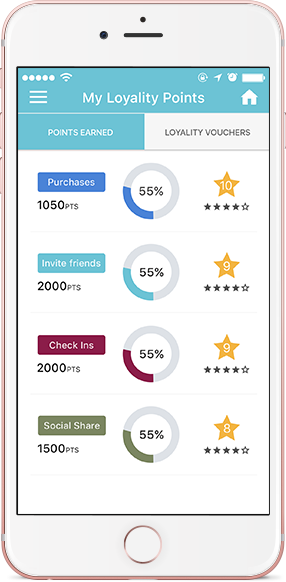 My Loyality Points
POINTS EARNED
LOYALITY VOUCHERS
Purchases
1050PTS
55%
10
Invite friends
2000PTS
55%
9
Check Ins
2000PTS
55%
9
Social Share
1500PTS
55%
8